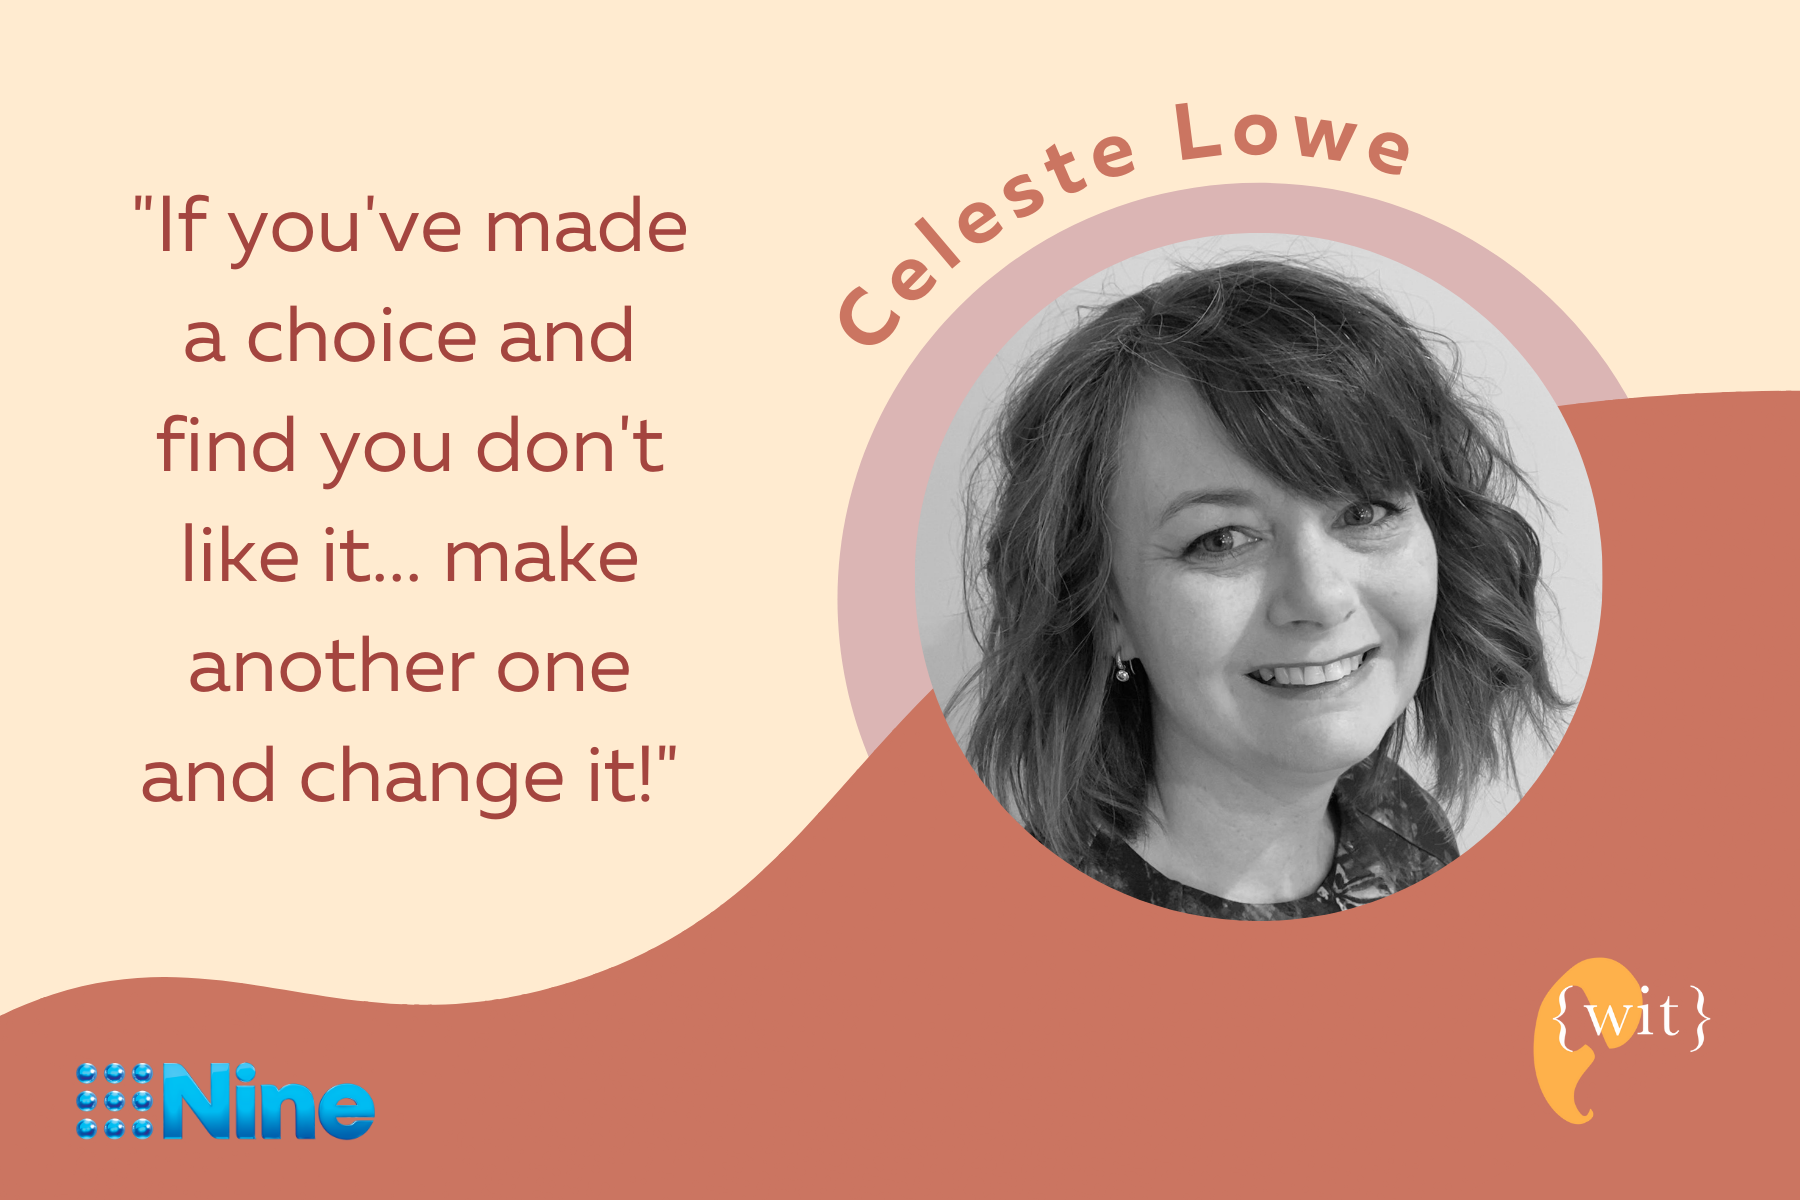 Celeste Lowe
"If you've made
a choice and
find you don't
like it... make
another one
and change it!"
Nine
{wit}